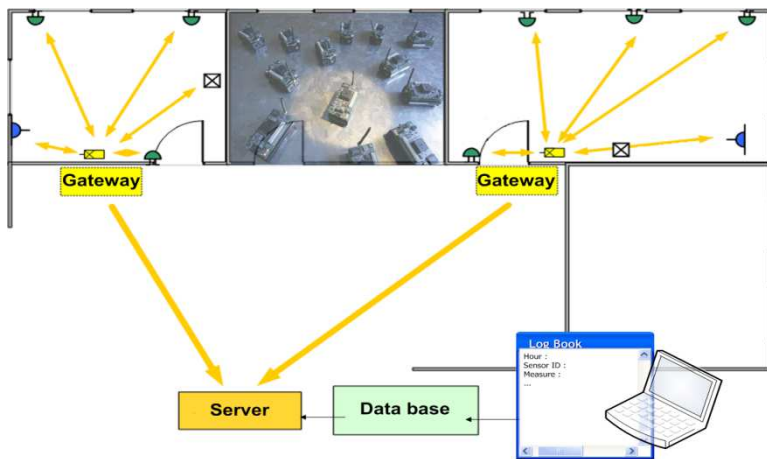 Gateway
Gateway
Log Book
Hour :
Sensor ID :
Measure :
...
Server
Data base